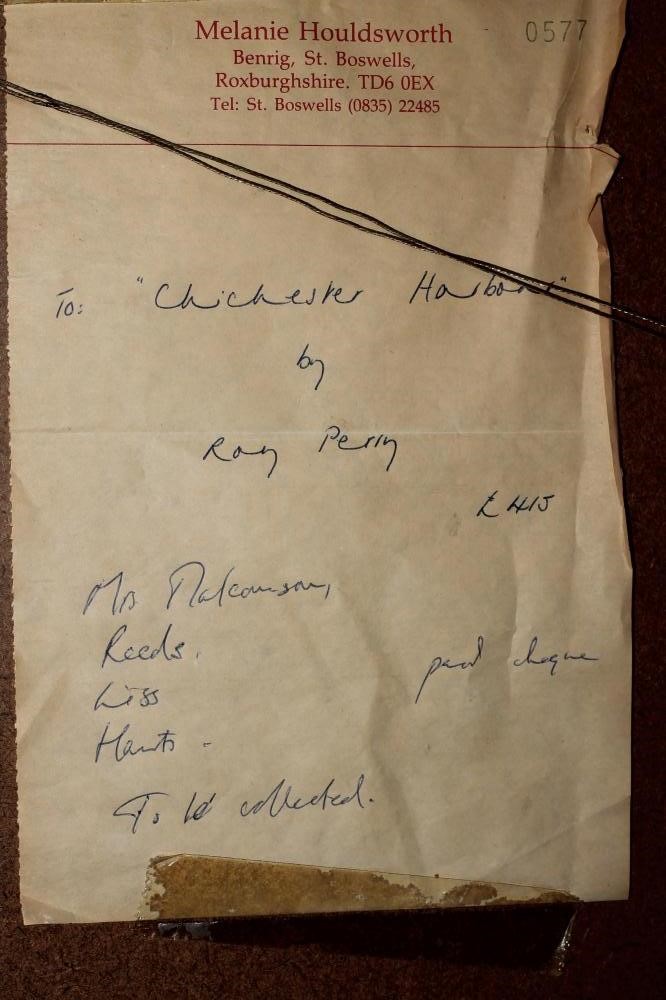 Melanie Houldsworth 0577
Benrig, St. Boswells,
Roxburghshire. TD6 0EX
Tel: St. Boswells (0835) 22485
To: "Chichester Harbour"
by
Roy Perry
£415
Mrs Malcomson,
Reeds.
Liss
Hants.
paid cheque
To be collected.